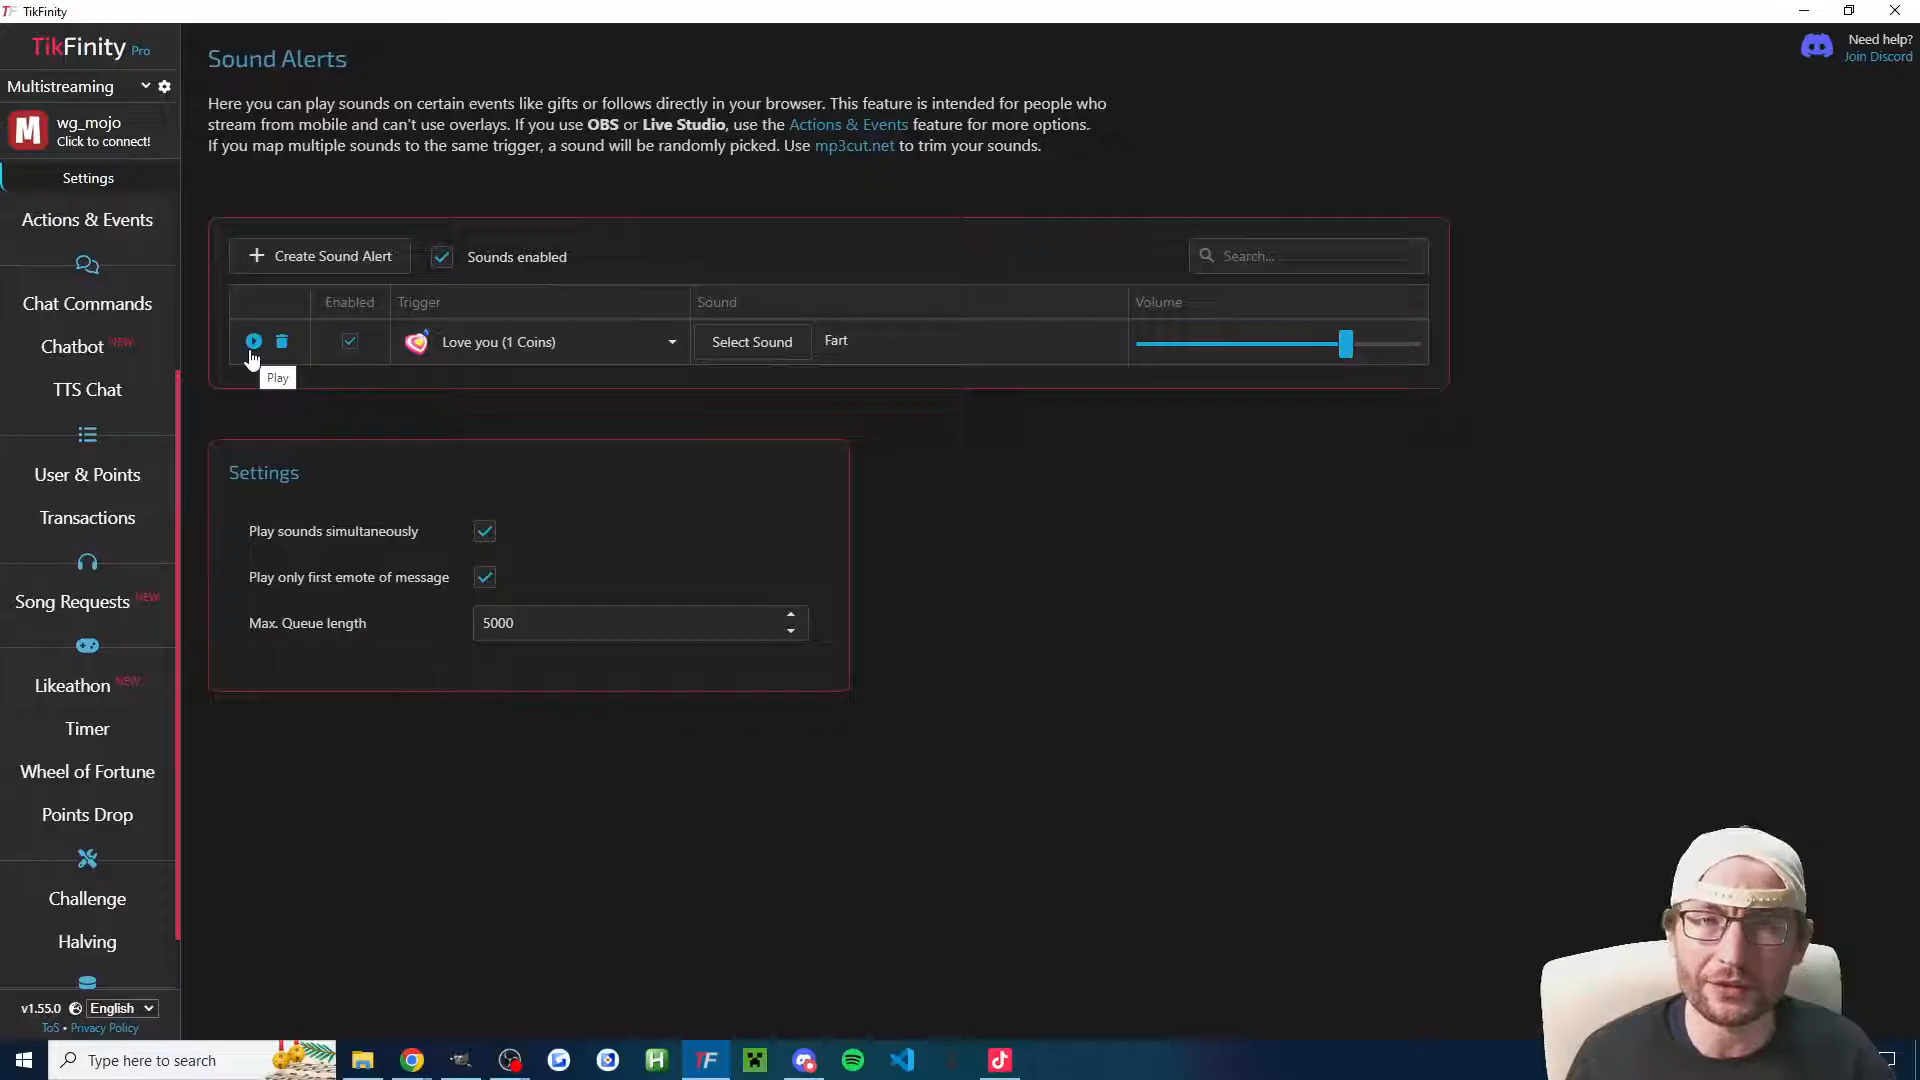 TF TikFinity
TikFinity Pro
Multistreaming
M wg_mojo
Click to connect!
Settings
Actions & Events
Chat Commands
Chatbot NEW
TTS Chat
User & Points
Transactions
Song Requests NEW
Likeathon NEW
Timer
Wheel of Fortune
Points Drop
Challenge
Halving
v1.55.0 English
ToS • Privacy Policy
Sound Alerts
Need help?
Join Discord
Here you can play sounds on certain events like gifts or follows directly in your browser. This feature is intended for people who
stream from mobile and can't use overlays. If you use OBS or Live Studio, use the Actions & Events feature for more options.
If you map multiple sounds to the same trigger, a sound will be randomly picked. Use mp3cut.net to trim your sounds.
+ Create Sound Alert Sounds enabled Search...
Enabled Trigger Sound Volume
Love you (1 Coins) Select Sound Fart
Play
Settings
Play sounds simultaneously
Play only first emote of message
Max. Queue length 5000
Type here to search
H TF